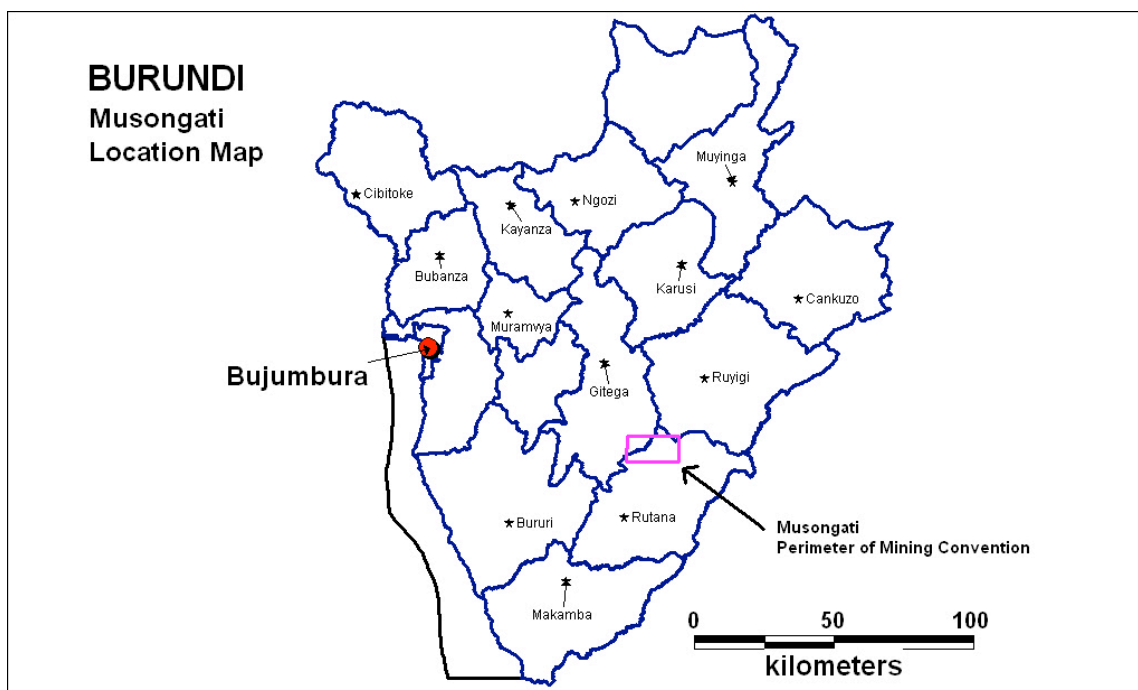 BURUNDI
Musongati
Location Map
Muyinga
Cibitoke
Ngozi
Kayanza
Bubanza
Karusi
Cankuzo
Muramvya
Bujumbura
Gitega
Ruyigi
Bururi
Rutana
Musongati
Perimeter of Mining Convention
Makamba
0 50 100
kilometers